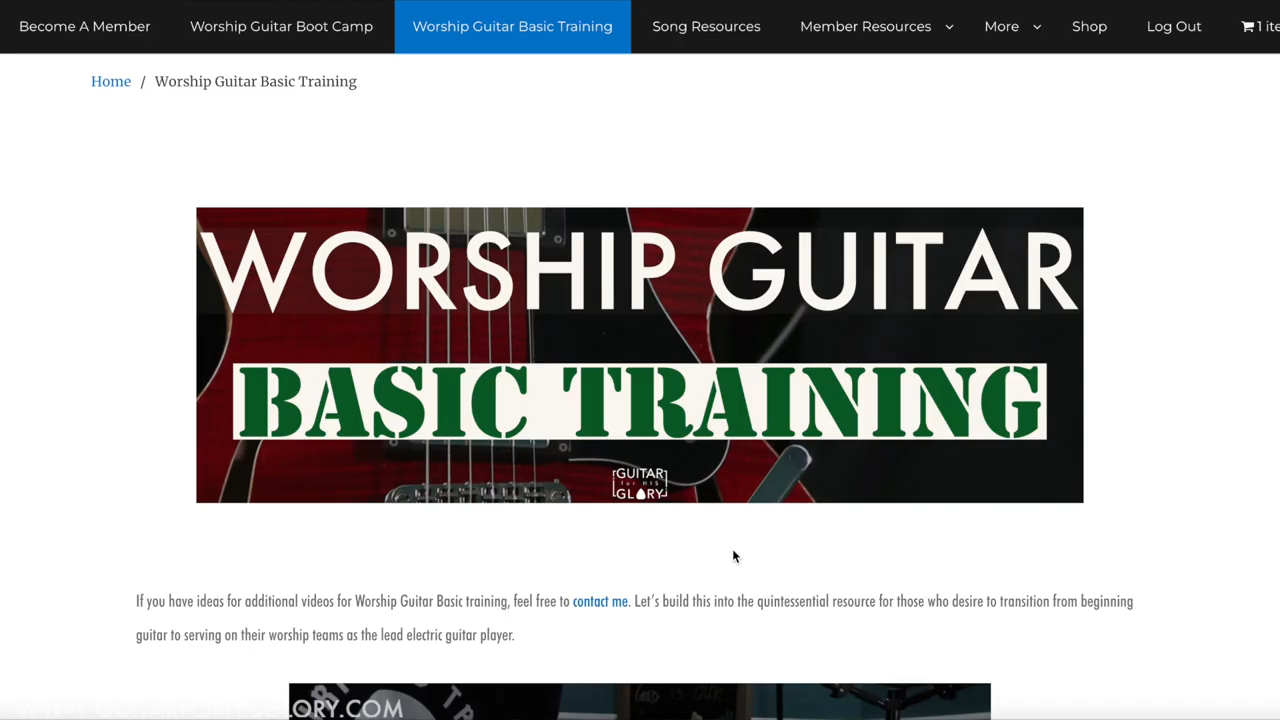 Become A Member Worship Guitar Boot Camp Worship Guitar Basic Training Song Resources Member Resources More Shop Log Out 1
Home / Worship Guitar Basic Training
WORSHIP GUITAR
BASIC TRAINING
GUITAR
for HIS
GLORY
If you have ideas for additional videos for Worship Guitar Basic training, feel free to contact me. Let's build this into the quintessential resource for those who desire to transition from beginning
guitar to serving on their worship teams as the lead electric guitar player.